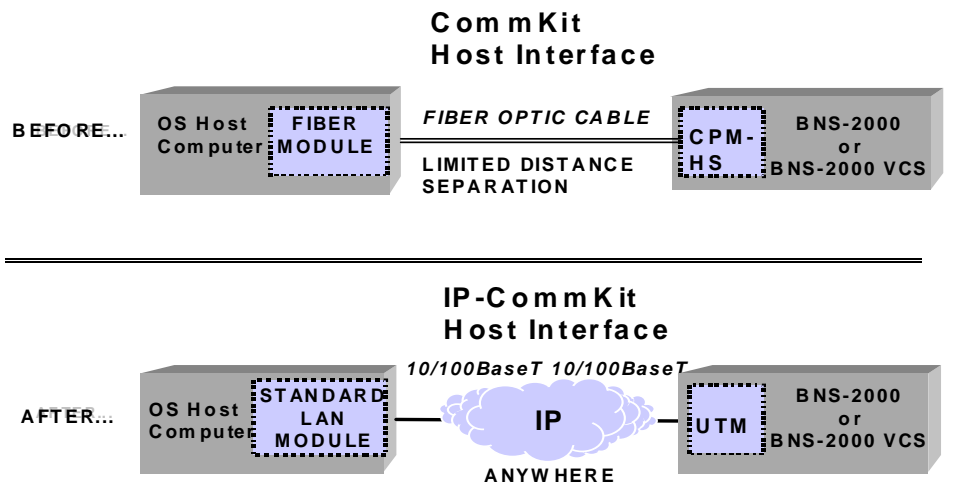 CommKit
Host Interface
BEFORE...
OS Host
Computer
FIBER
MODULE
FIBER OPTIC CABLE
LIMITED DISTANCE
SEPARATION
CPM-
HS
BNS-2000
or
BNS-2000 VCS
IP-CommKit
Host Interface
AFTER...
OS Host
Computer
STANDARD
LAN
MODULE
10/100BaseT 10/100BaseT
IP
ANYWHERE
UTM
BNS-2000
or
BNS-2000 VCS